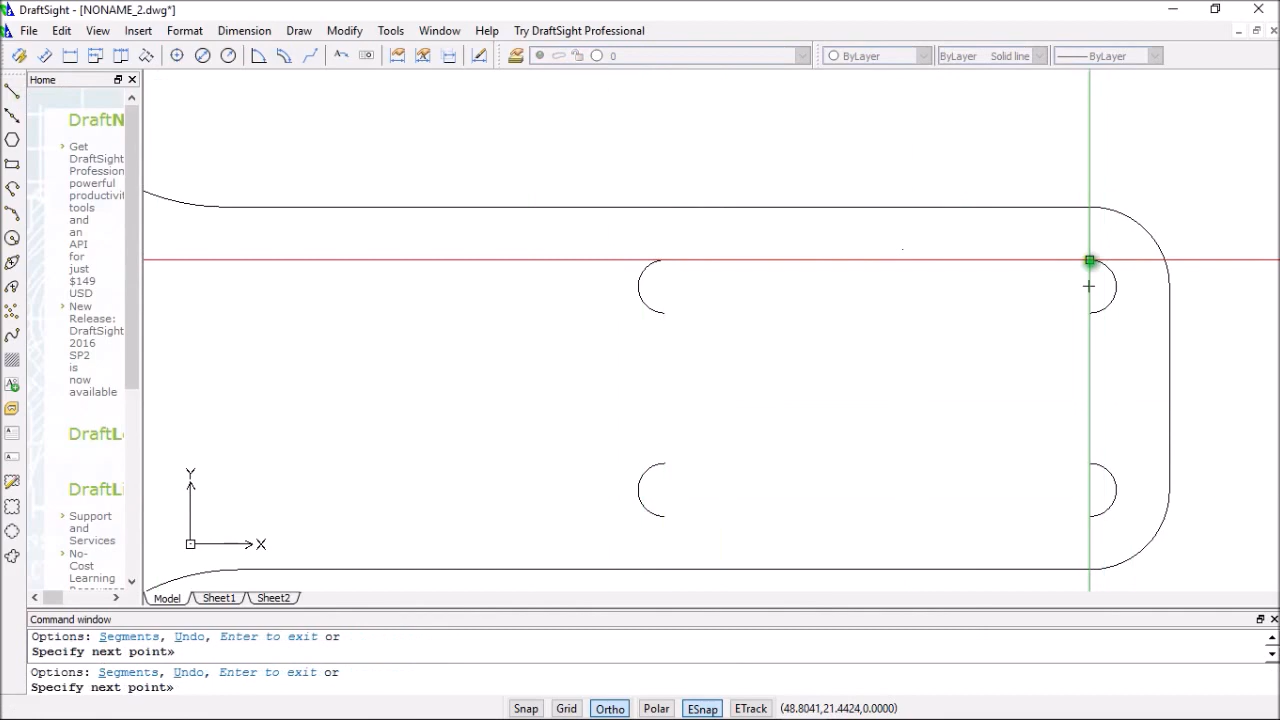 DraftSight - [NONAME_2.dwg*]
File Edit View Insert Format Dimension Draw Modify Tools Window Help Try DraftSight Professional
0 ByLayer ByLayer Solid line ByLayer
Home
DraftN
Get
DraftSight
Profession
powerful
productivit
tools
and
an
API
for
just
$149
USD
New
Release:
DraftSight
2016
SP2
is
now
available
DraftL
DraftLi
Support
and
Services
No-
Cost
Learning
Y
X
Model Sheet1 Sheet2
Command window
Options: Segments, Undo, Enter to exit or
Specify next point»
Options: Segments, Undo, Enter to exit or
Specify next point»
Snap Grid Ortho Polar ESnap ETrack (48.8041,21.4424,0.0000)